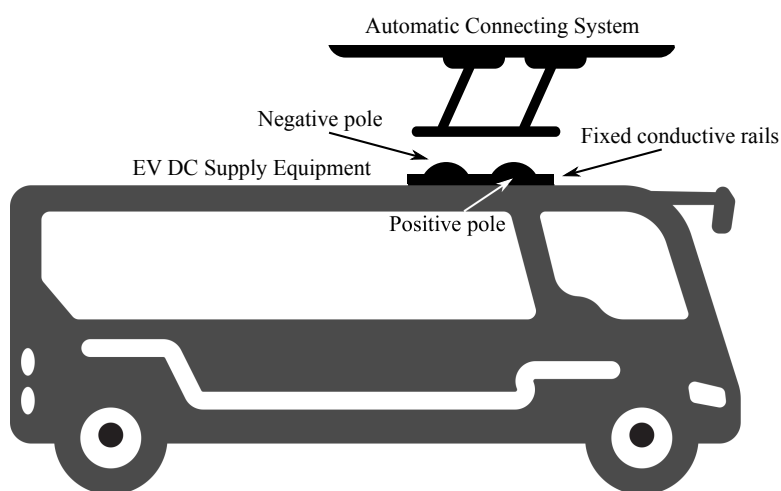 Automatic Connecting System
Negative pole
Fixed conductive rails
EV DC Supply Equipment
Positive pole